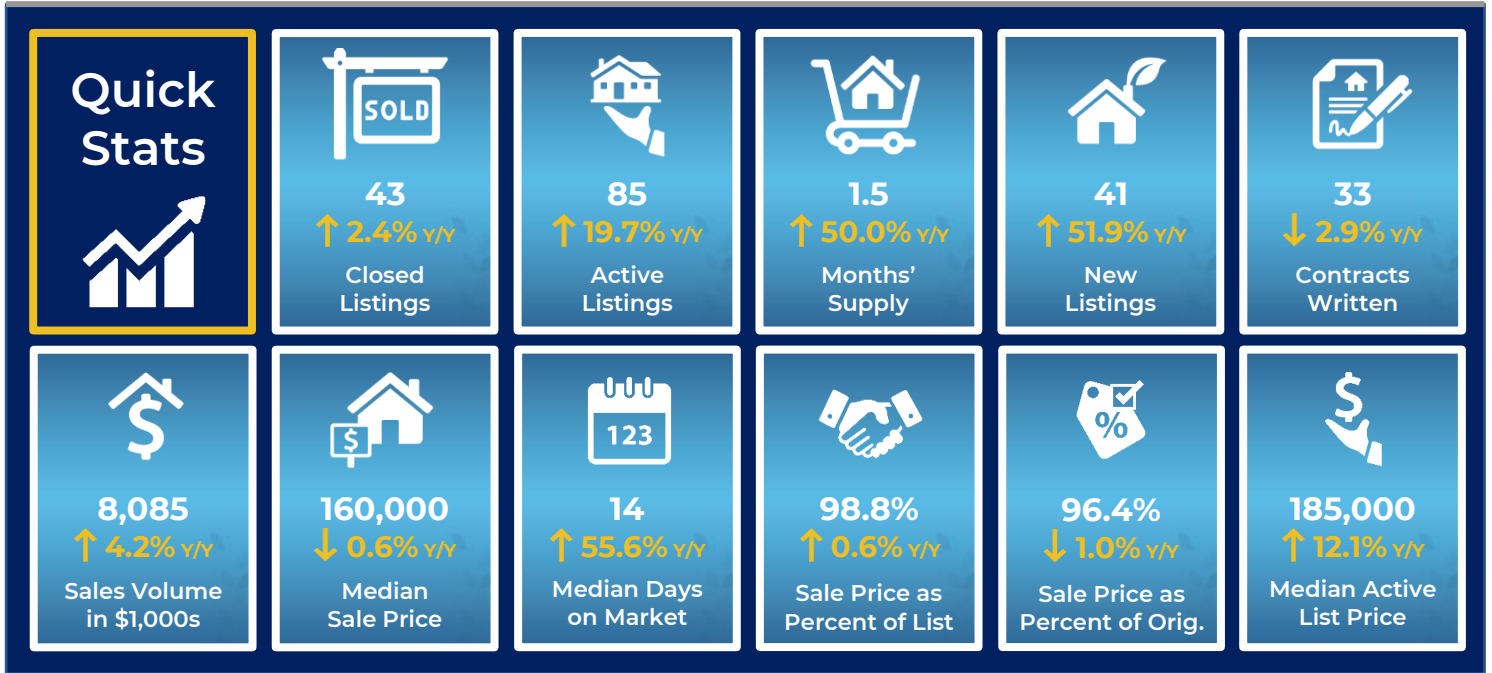 Quick
Stats
SOLD
43
↑ 2.4% Y/Y
Closed
Listings
85
↑ 19.7% Y/Y
Active
Listings
1.5
↑ 50.0% Y/Y
Months’
Supply
41
↑ 51.9% Y/Y
New
Listings
33
↓ 2.9% Y/Y
Contracts
Written
$
8,085
↑ 4.2% Y/Y
Sales Volume
in $1,000s
$
160,000
↓ 0.6% Y/Y
Median
Sale Price
123
14
↑ 55.6% Y/Y
Median Days
on Market
98.8%
↑ 0.6% Y/Y
Sale Price as
Percent of List
%
96.4%
↓ 1.0% Y/Y
Sale Price as
Percent of Orig.
$
185,000
↑ 12.1% Y/Y
Median Active
List Price